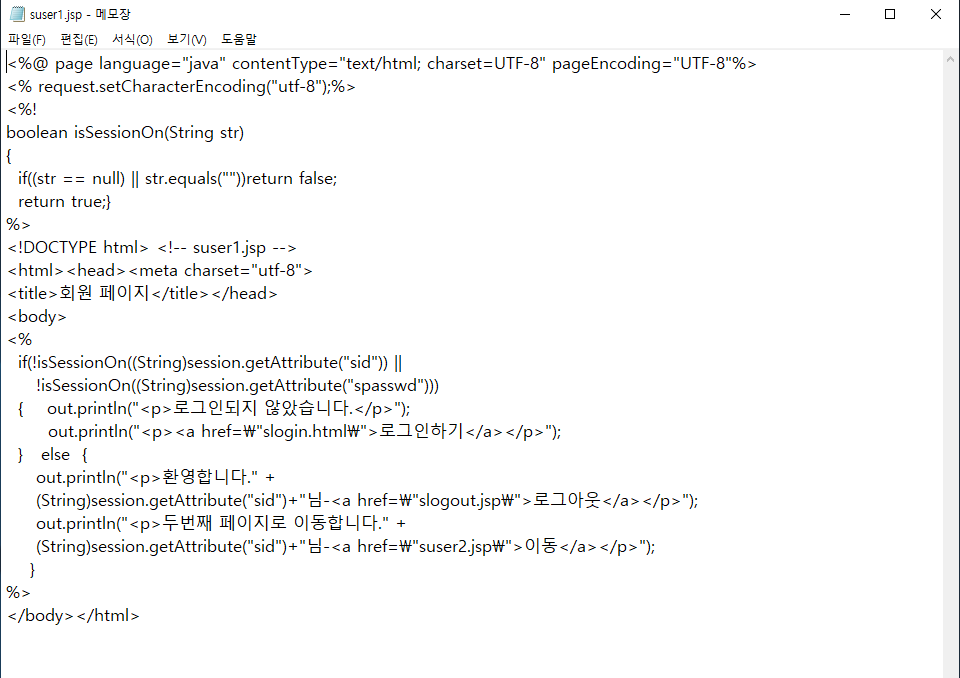 suser1.jsp - 메모장
파일(F) 편집(E) 서식(O) 보기(V) 도움말
<%@ page language="java" contentType="text/html; charset=UTF-8" pageEncoding="UTF-8"%>
<% request.setCharacterEncoding("utf-8");%>
<%!
boolean isSessionOn(String str)
{
  if((str == null) || str.equals(""))return false;
  return true;}
%>
<!DOCTYPE html> <!-- suser1.jsp -->
<html><head><meta charset="utf-8">
<title>회원 페이지</title></head>
<body>
<%
  if(!isSessionOn((String)session.getAttribute("sid")) ||
     !isSessionOn((String)session.getAttribute("spasswd")))
  {    out.println("<p>로그인되지 않았습니다.</p>");
       out.println("<p><a href=₩"slogin.html₩">로그인하기</a></p>");
  }   else  {
     out.println("<p>환영합니다." +
     (String)session.getAttribute("sid")+"님-<a href=₩"slogout.jsp₩">로그아웃</a></p>");
     out.println("<p>두번째 페이지로 이동합니다." +
     (String)session.getAttribute("sid")+"님-<a href=₩"suser2.jsp₩">이동</a></p>");
    }
%>
</body></html>